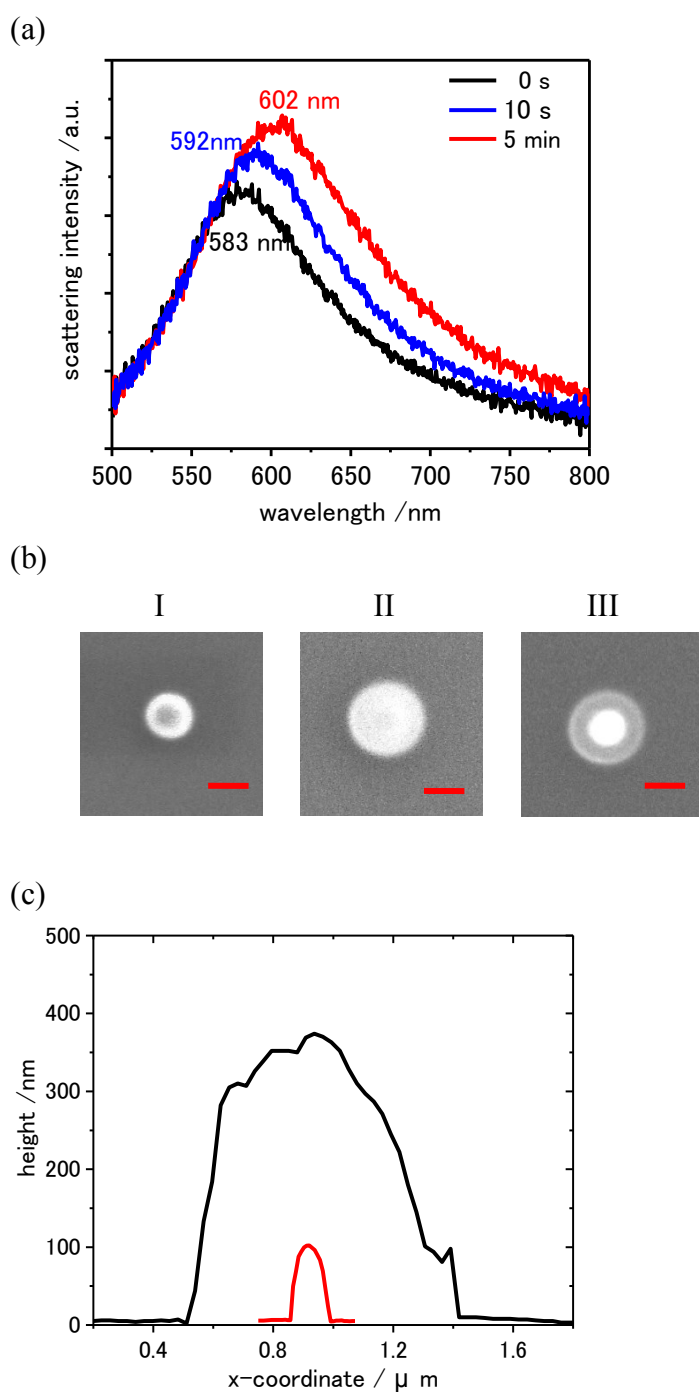 (a)
scattering intensity /a.u.
602 nm
592nm
583 nm
0 s
10 s
5 min
500 550 600 650 700 750 800
wavelength /nm
(b)
I II III
(c)
height /nm
500
400
300
200
100
0
0.4 0.8 1.2 1.6
x-coordinate / μ m